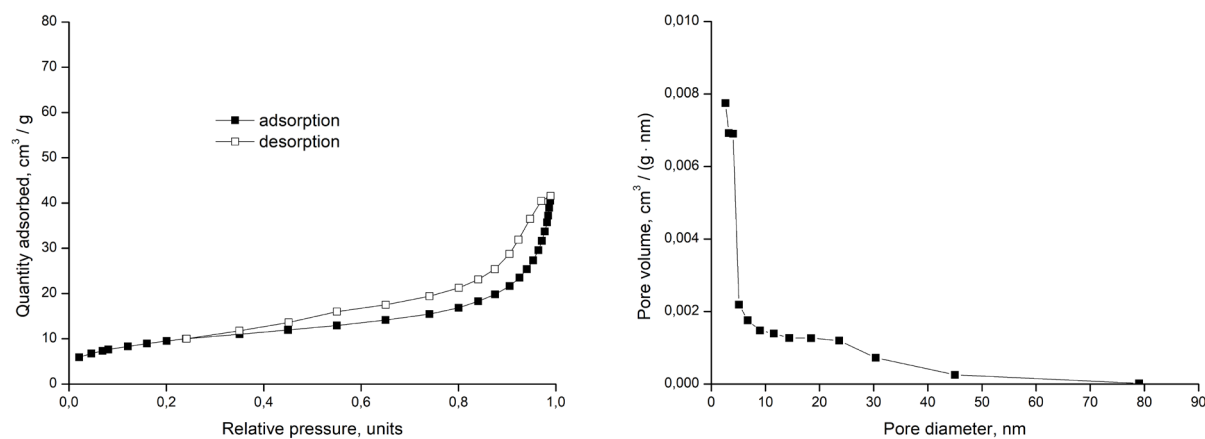 80
70
60
50
40
30
20
10
0
Quantity adsorbed, cm³ / g
adsorption
desorption
0,0 0,2 0,4 0,6 0,8 1,0
Relative pressure, units
0,010
0,008
0,006
0,004
0,002
0,000
Pore volume, cm³ / (g · nm)
0 10 20 30 40 50 60 70 80 90
Pore diameter, nm